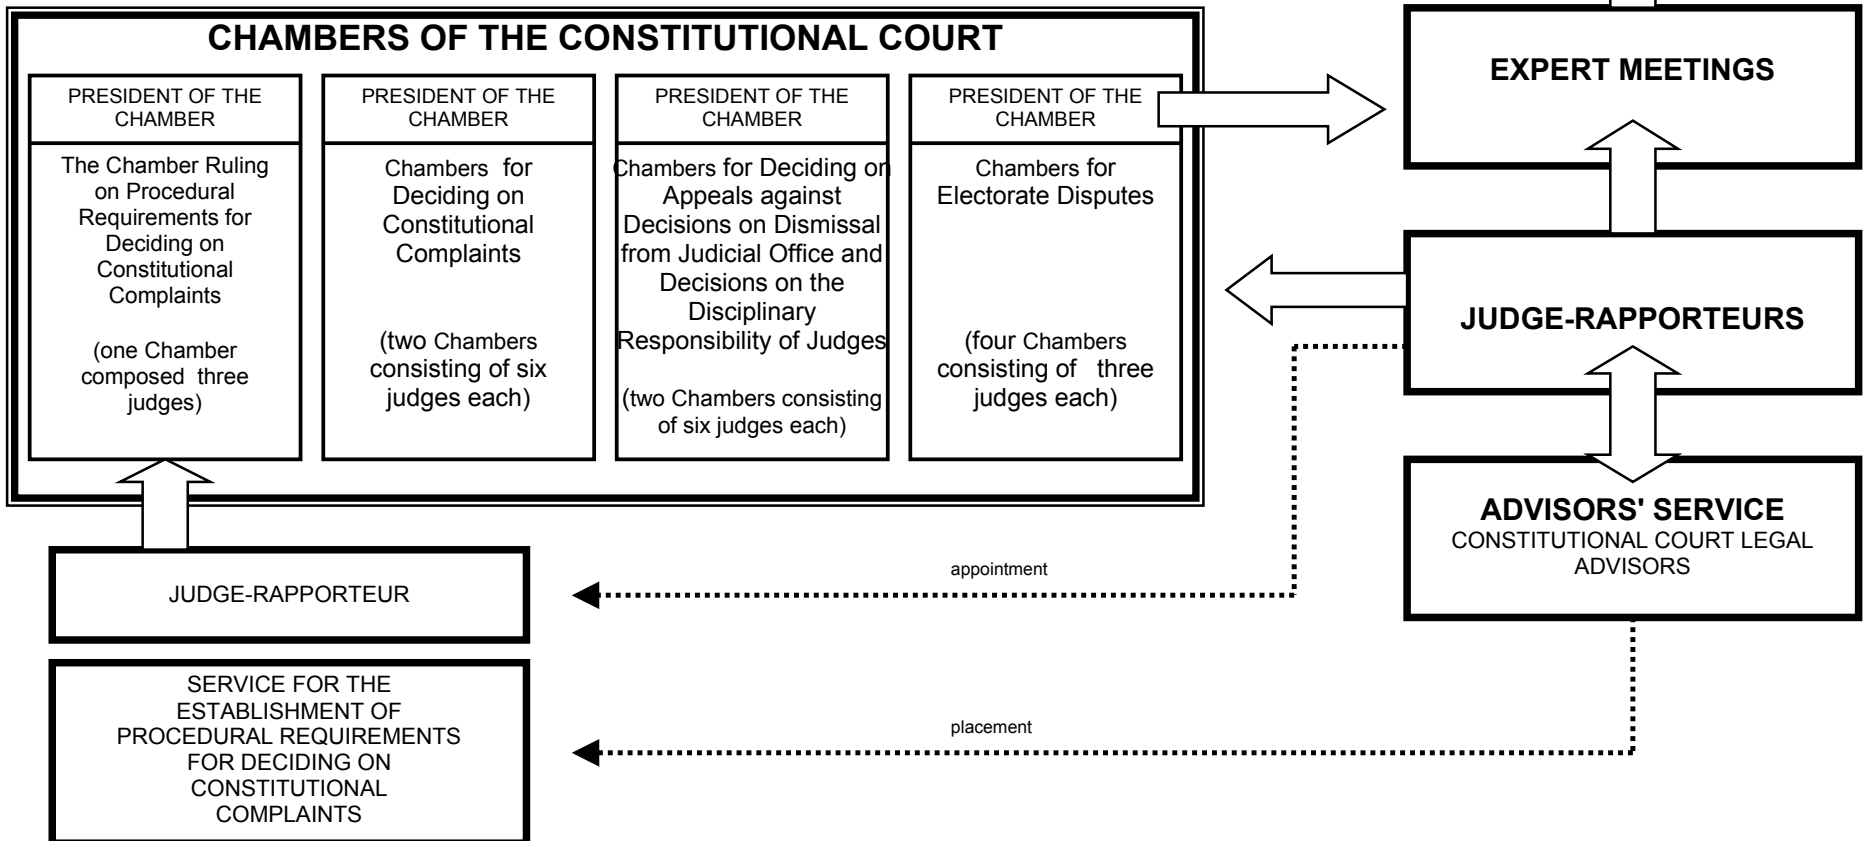 CHAMBERS OF THE CONSTITUTIONAL COURT
PRESIDENT OF THE
CHAMBER
The Chamber Ruling
on Procedural
Requirements for
Deciding on
Constitutional
Complaints
(one Chamber
composed three
judges)
PRESIDENT OF THE
CHAMBER
Chambers for
Deciding on
Constitutional
Complaints
(two Chambers
consisting of six
judges each)
PRESIDENT OF THE
CHAMBER
Chambers for Deciding on
Appeals against
Decisions on Dismissal
from Judicial Office and
Decisions on the
Disciplinary
Responsibility of Judges
(two Chambers consisting
of six judges each)
PRESIDENT OF THE
CHAMBER
Chambers for
Electorate Disputes
(four Chambers
consisting of three
judges each)
EXPERT MEETINGS
JUDGE-RAPPORTEURS
ADVISORS' SERVICE
CONSTITUTIONAL COURT LEGAL
ADVISORS
JUDGE-RAPPORTEUR
appointment
SERVICE FOR THE
ESTABLISHMENT OF
PROCEDURAL REQUIREMENTS
FOR DECIDING ON
CONSTITUTIONAL
COMPLAINTS
placement